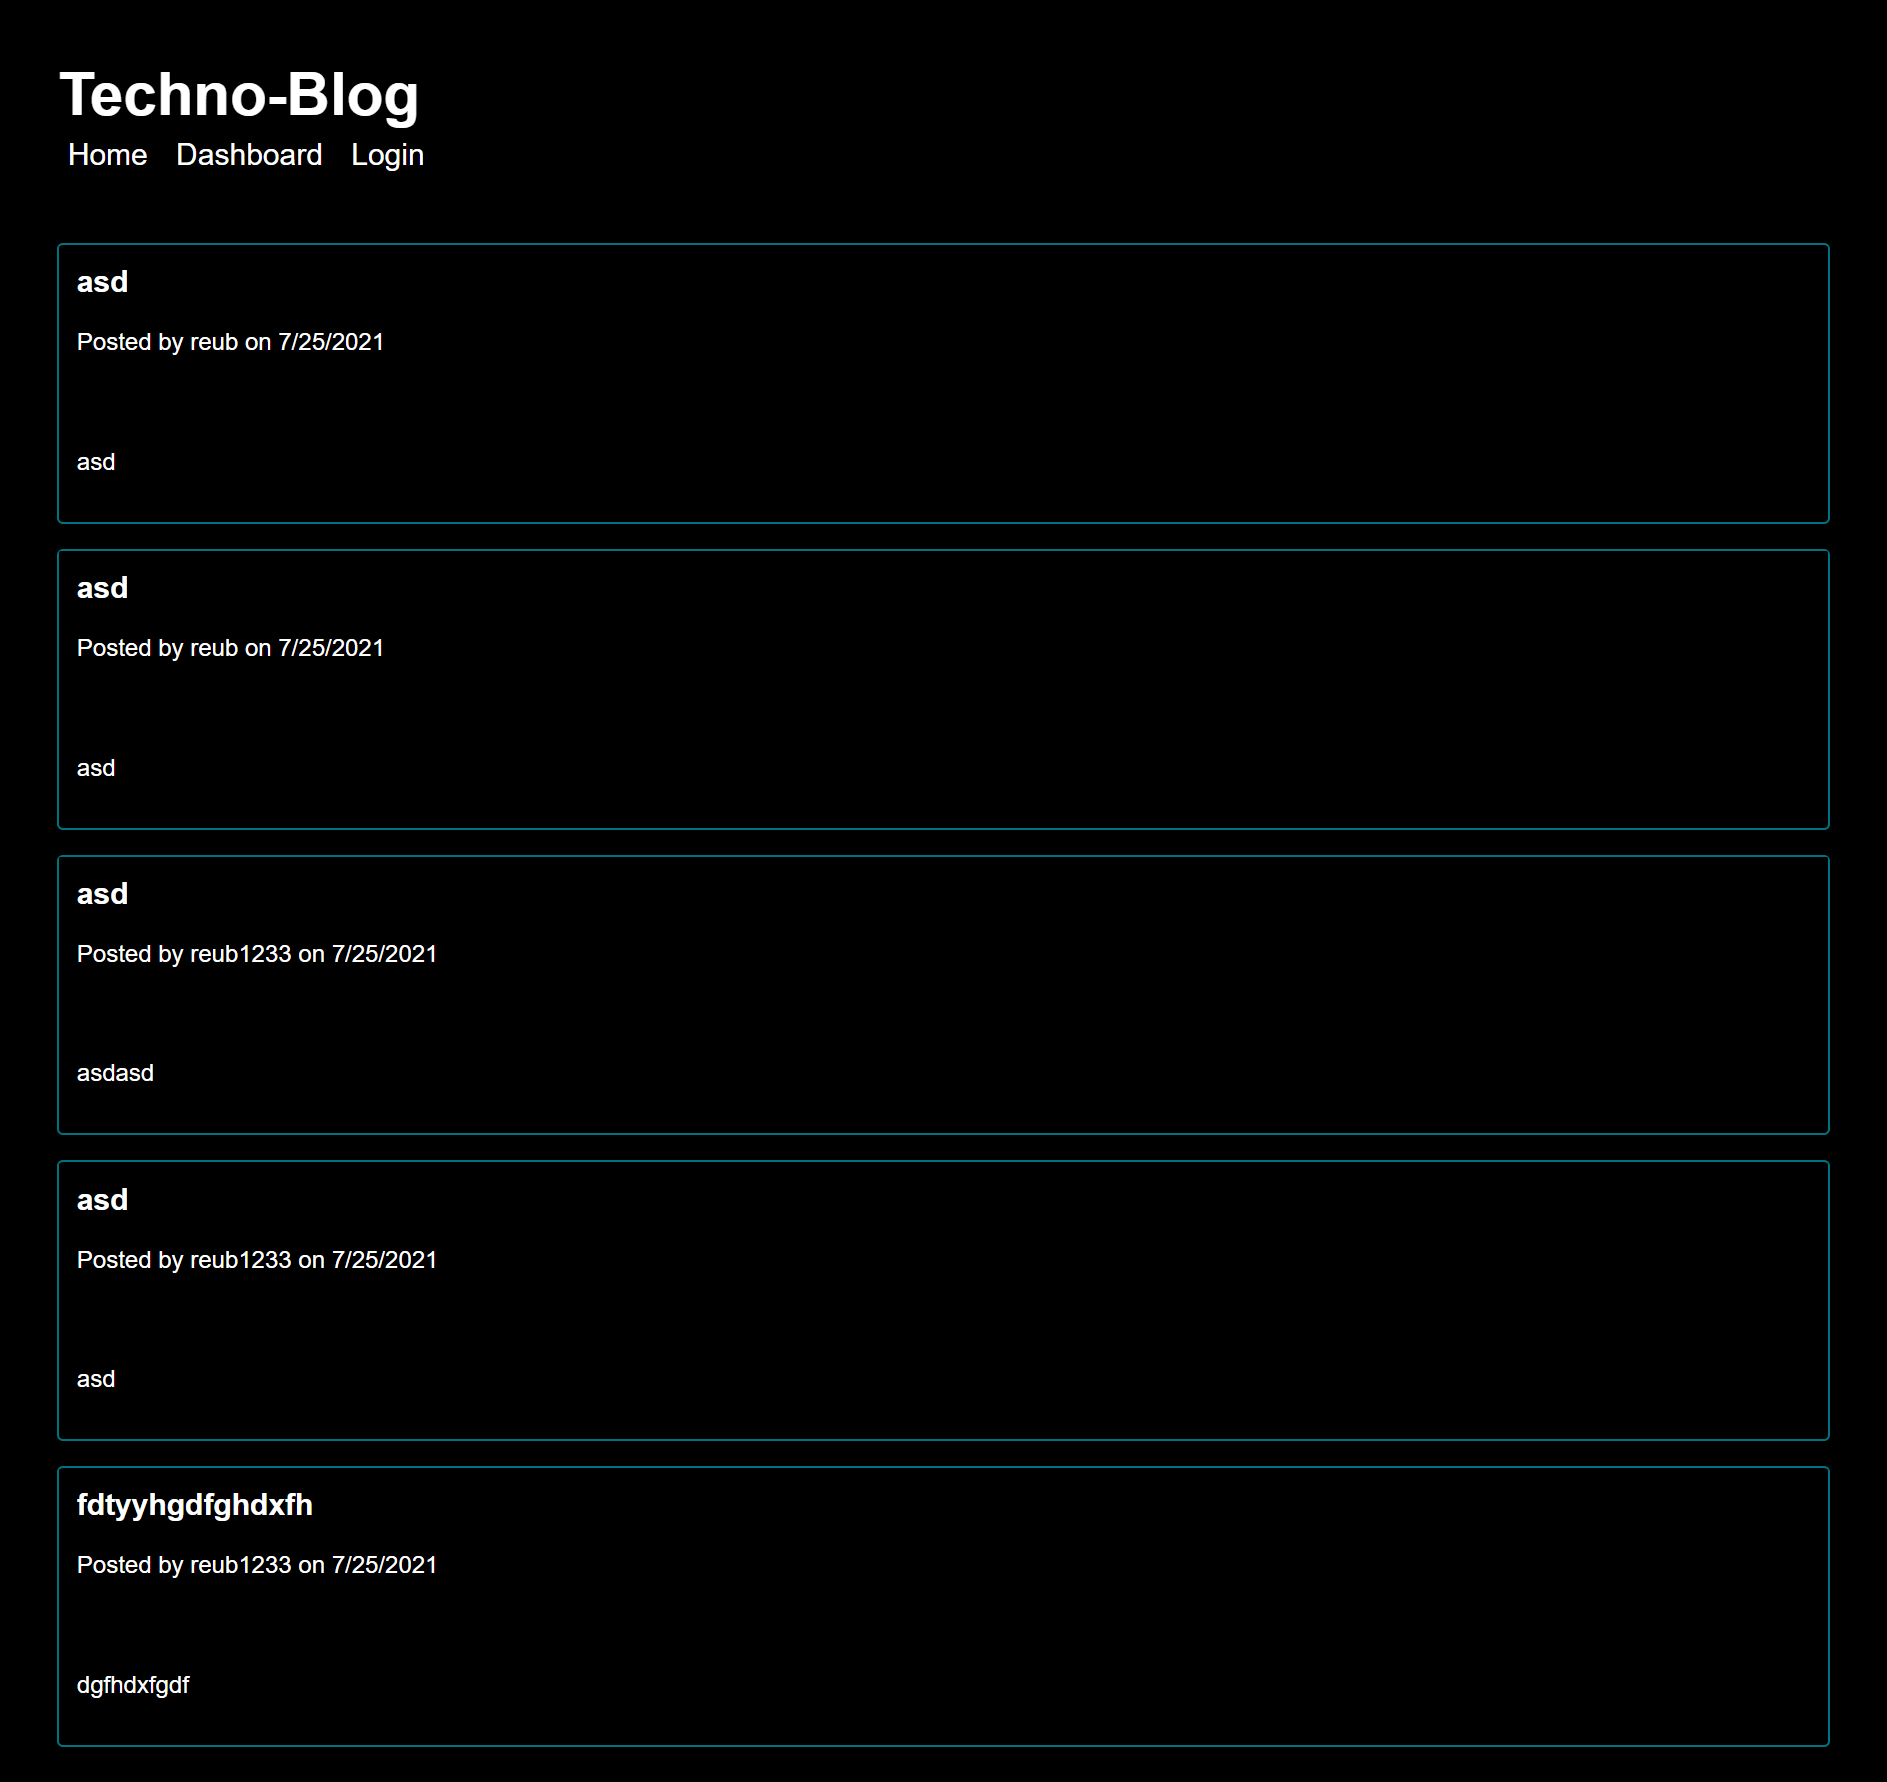 Techno-Blog
Home Dashboard Login
asd
Posted by reub on 7/25/2021
asd
asd
Posted by reub on 7/25/2021
asd
asd
Posted by reub1233 on 7/25/2021
asdasd
asd
Posted by reub1233 on 7/25/2021
asd
fdtyyhgdfghdxfh
Posted by reub1233 on 7/25/2021
dgfhdxfgdf